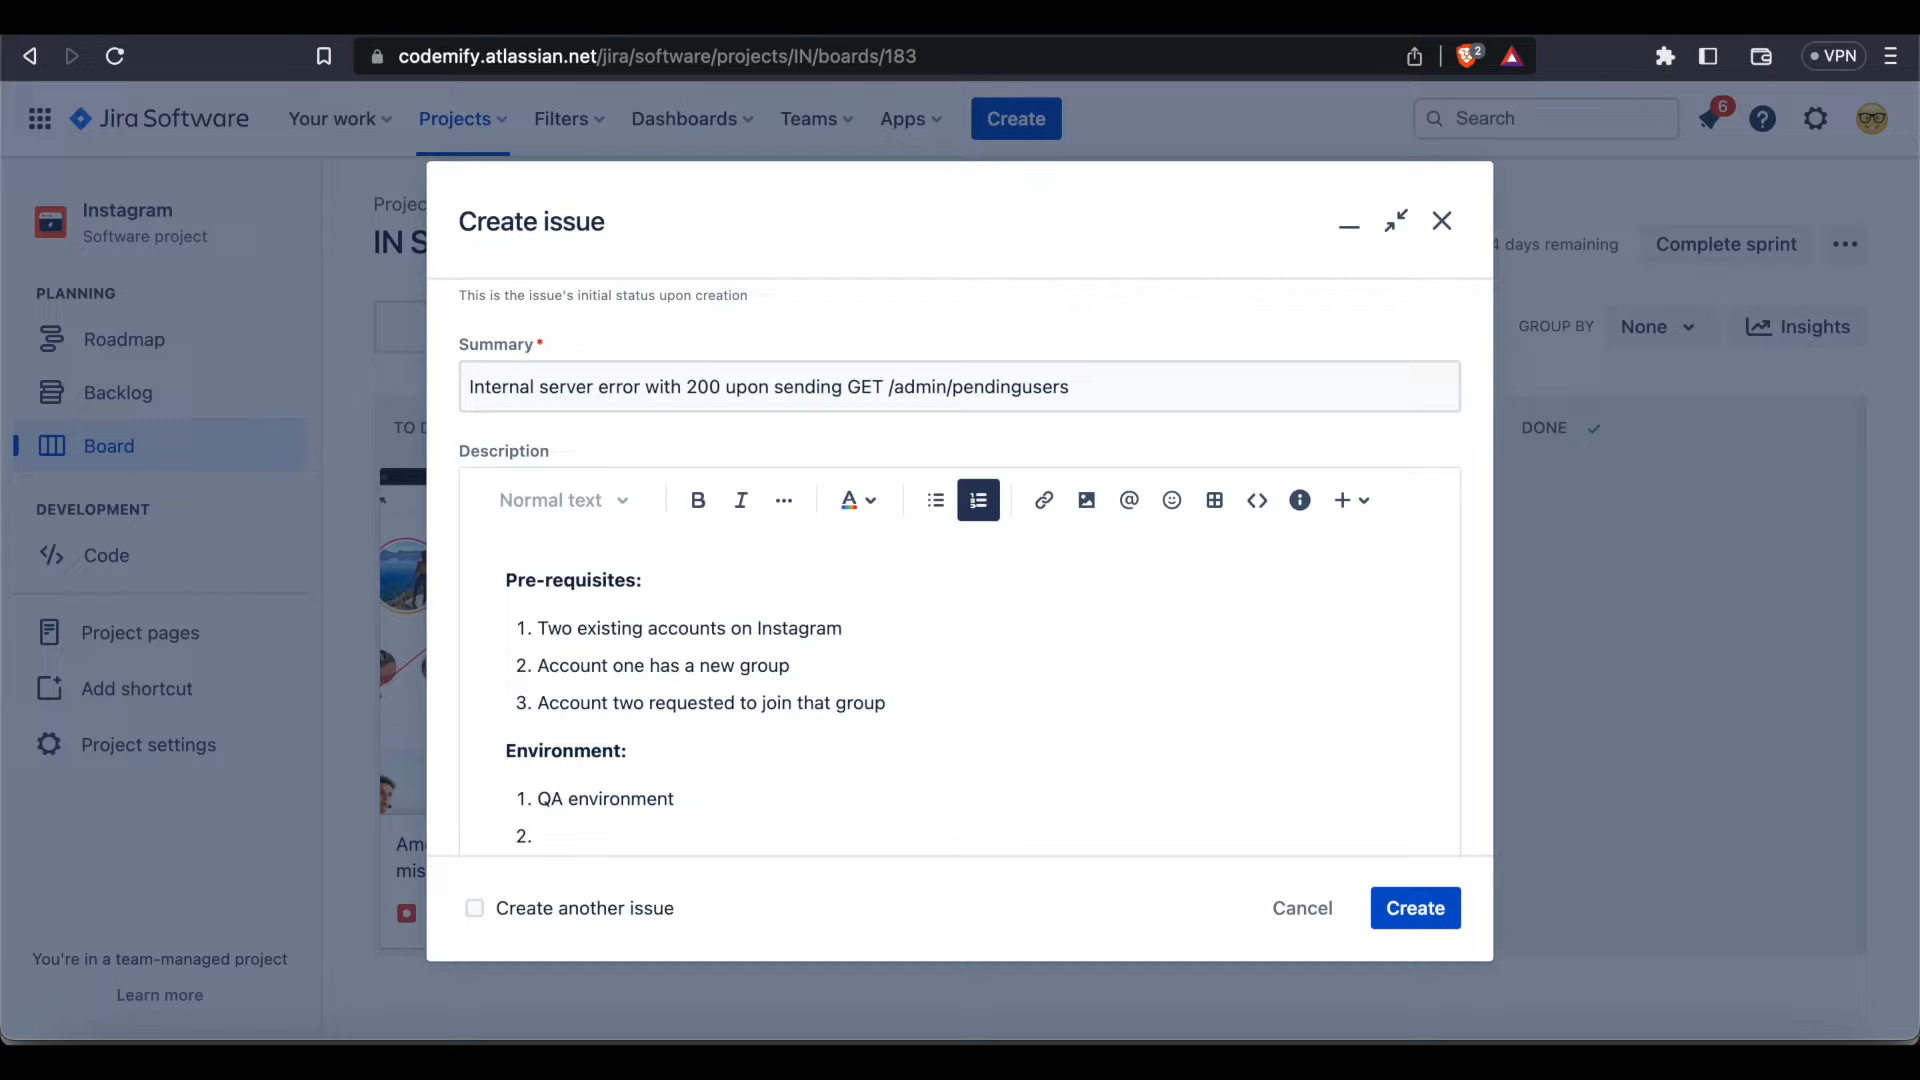 codemify.atlassian.net/jira/software/projects/IN/boards/183
2
VPN
Jira Software
Your work
Projects
Filters
Dashboards
Teams
Apps
Create
Search
6
Instagram
Software project
PLANNING
Roadmap
Backlog
Board
DEVELOPMENT
Code
Project pages
Add shortcut
Project settings
You're in a team-managed project
Learn more
Projec
IN S
4 days remaining
Complete sprint
GROUP BY
None
Insights
TO D
DONE
Am
mis
Create issue
This is the issue's initial status upon creation
Summary*
Internal server error with 200 upon sending GET /admin/pendingusers
Description
Normal text
Pre-requisites:
1. Two existing accounts on Instagram
2. Account one has a new group
3. Account two requested to join that group
Environment:
1. QA environment
2.
Create another issue
Cancel
Create